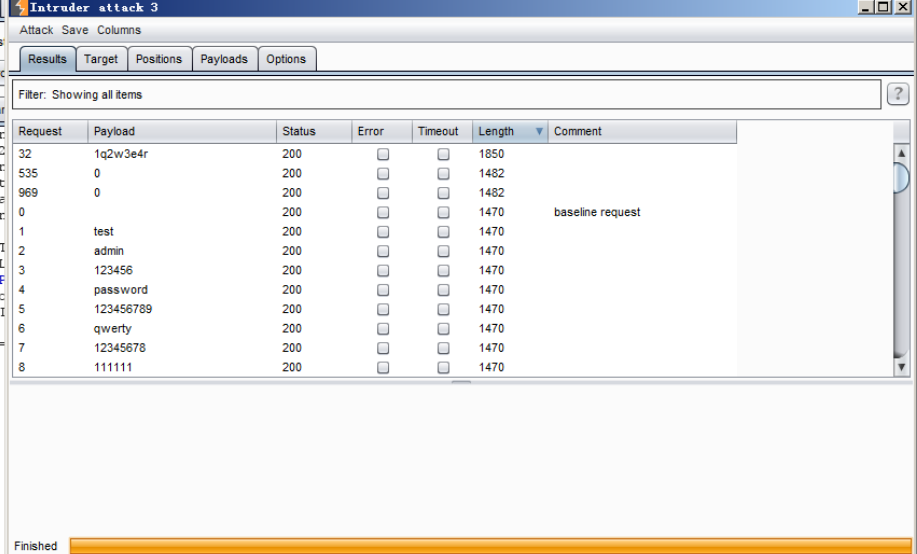 Intruder attack 3
Attack Save Columns
Results Target Positions Payloads Options
Filter: Showing all items ?
Request Payload Status Error Timeout Length Comment
32 1q2w3e4r 200 1850
535 0 200 1482
969 0 200 1482
0 200 1470 baseline request
1 test 200 1470
2 admin 200 1470
3 123456 200 1470
4 password 200 1470
5 123456789 200 1470
6 qwerty 200 1470
7 12345678 200 1470
8 111111 200 1470
Finished